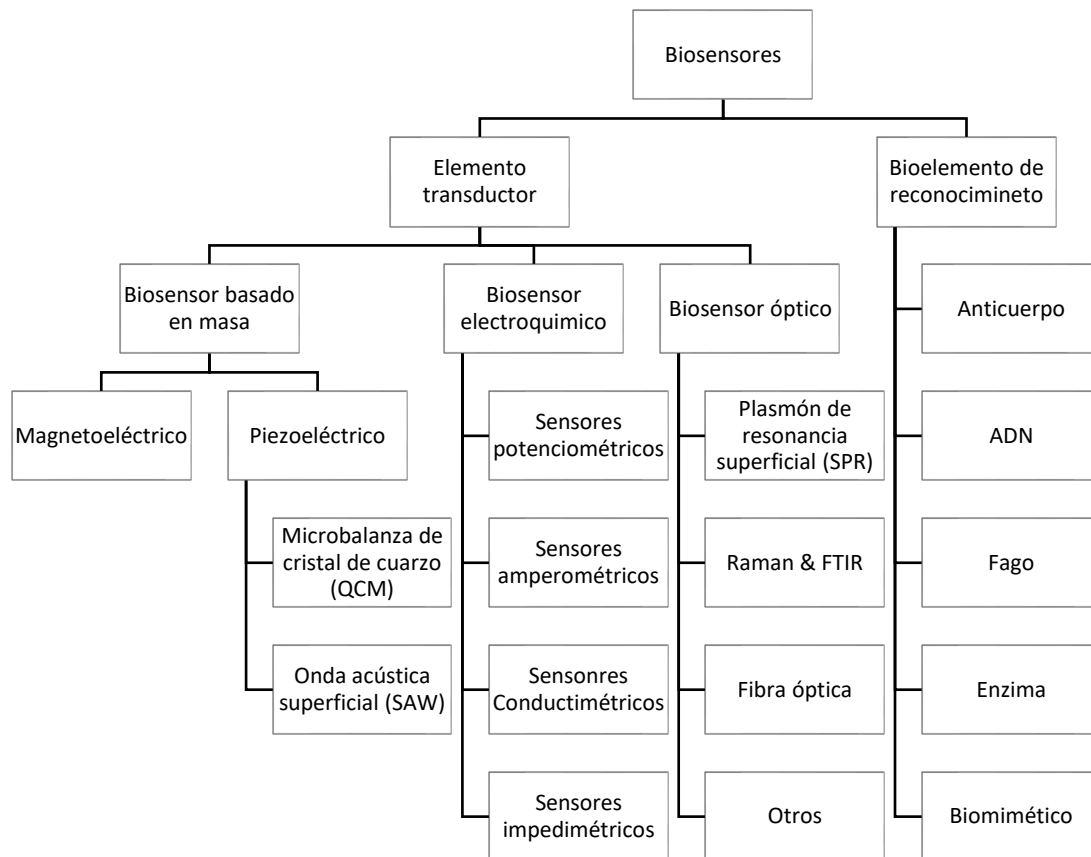 Biosensores
Elemento
transductor
Bioelemento de
reconocimineto
Biosensor basado
en masa
Biosensor
electroquimico
Biosensor óptico
Anticuerpo
Magnetoeléctrico
Piezoeléctrico
Sensores
potenciométricos
Plasmón de
resonancia
superficial (SPR)
ADN
Microbalanza de
cristal de cuarzo
(QCM)
Sensores
amperométricos
Raman & FTIR
Fago
Onda acústica
superficial (SAW)
Sensonres
Conductimétricos
Fibra óptica
Enzima
Sensores
impedimétricos
Otros
Biomimético